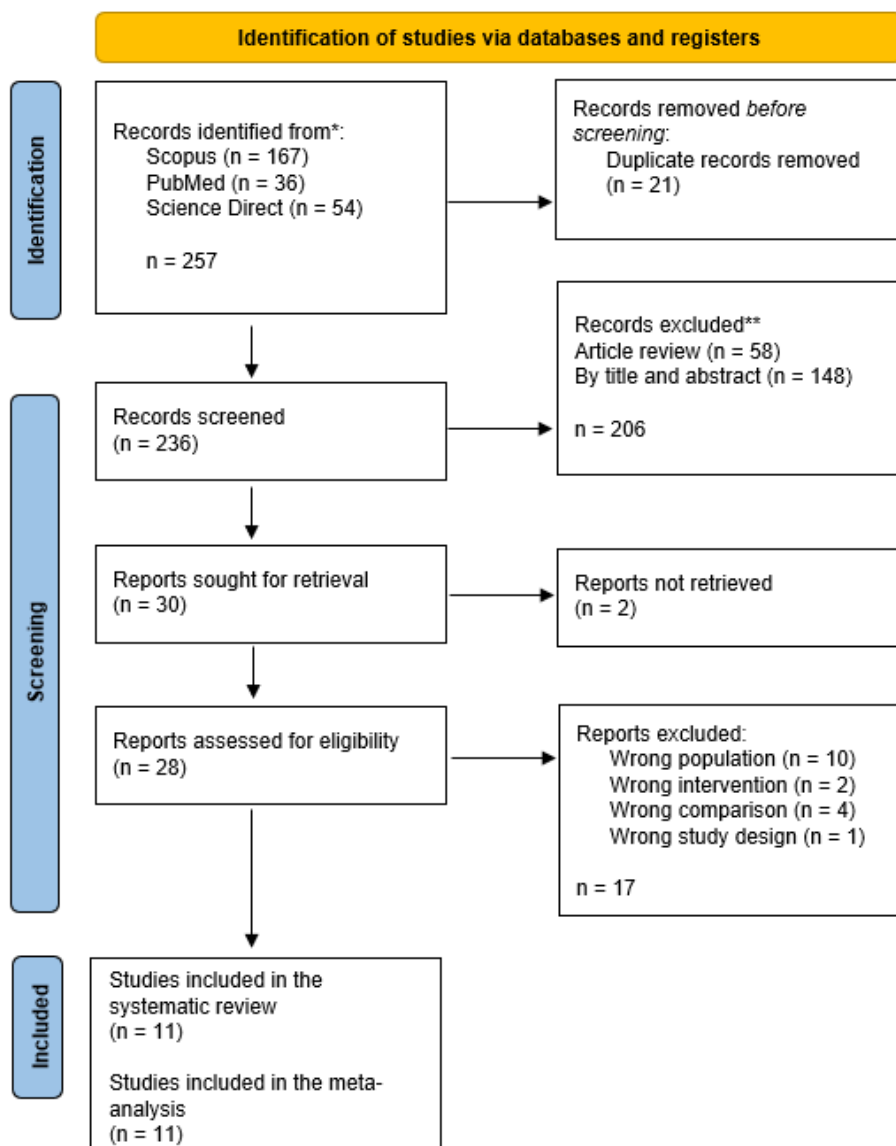 Identification of studies via databases and registers
Identification
Records identified from*:
Scopus (n = 167)
PubMed (n = 36)
Science Direct (n = 54)
n = 257
Records removed before
screening:
Duplicate records removed
(n = 21)
Screening
Records screened
(n = 236)
Records excluded**
Article review (n = 58)
By title and abstract (n = 148)
n = 206
Reports sought for retrieval
(n = 30)
Reports not retrieved
(n = 2)
Reports assessed for eligibility
(n = 28)
Reports excluded:
Wrong population (n = 10)
Wrong intervention (n = 2)
Wrong comparison (n = 4)
Wrong study design (n = 1)
n = 17
Included
Studies included in the
systematic review
(n = 11)
Studies included in the meta-
analysis
(n = 11)